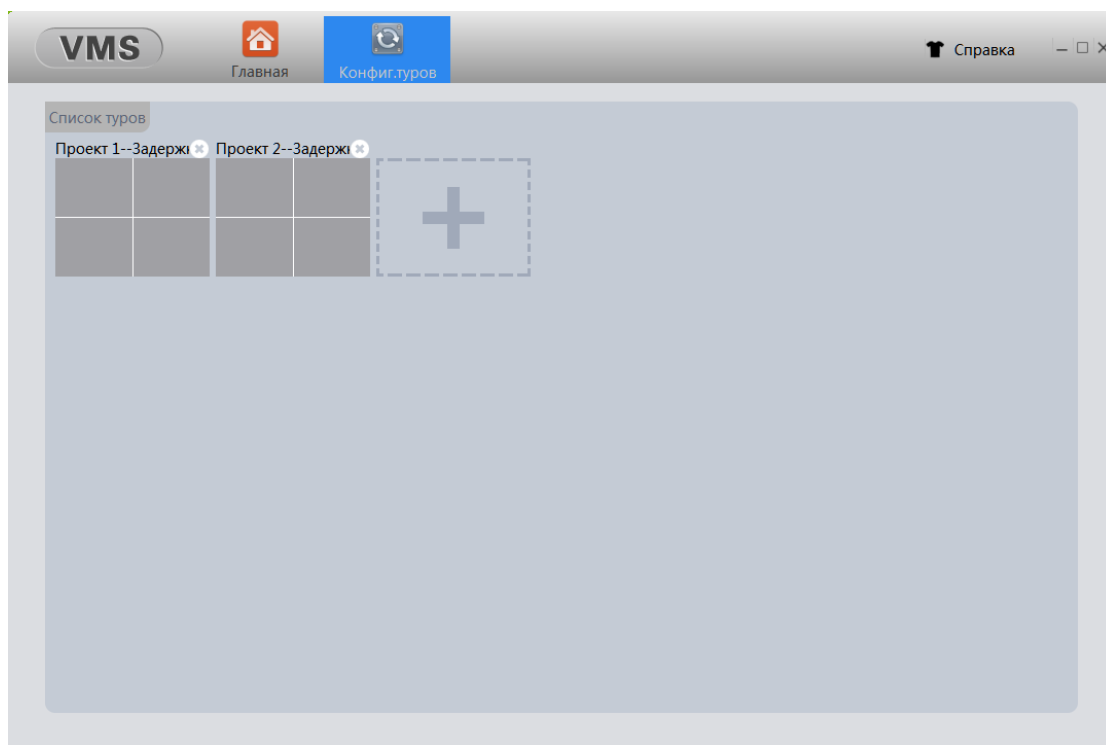 VMS
Главная
Конфиг.туров
Справка
Список туров
Проект 1--Задерж
Проект 2--Задерж